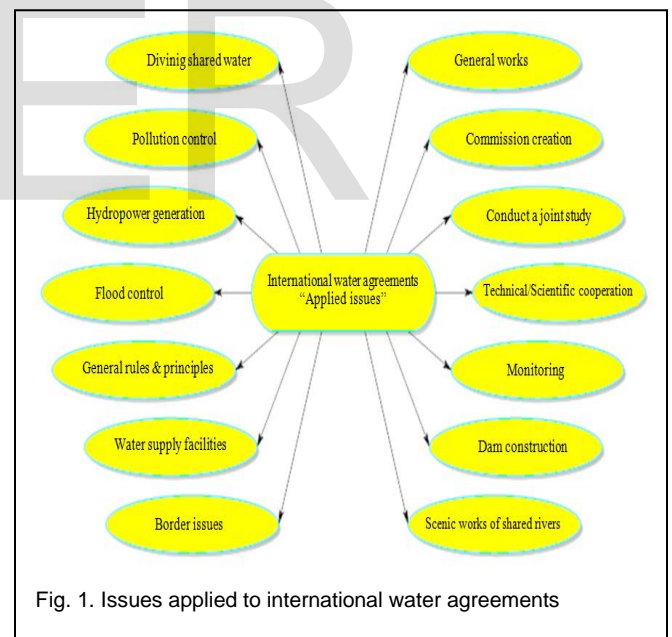 ER
Divinig shared water
General works
Pollution control
Commission creation
Hydropower generation
Conduct a joint study
International water agreements
"Applied issues"
Flood control
Technical/Scientific cooperation
General rules & principles
Monitoring
Water supply facilities
Dam construction
Border issues
Scenic works of shared rivers
Fig. 1. Issues applied to international water agreements